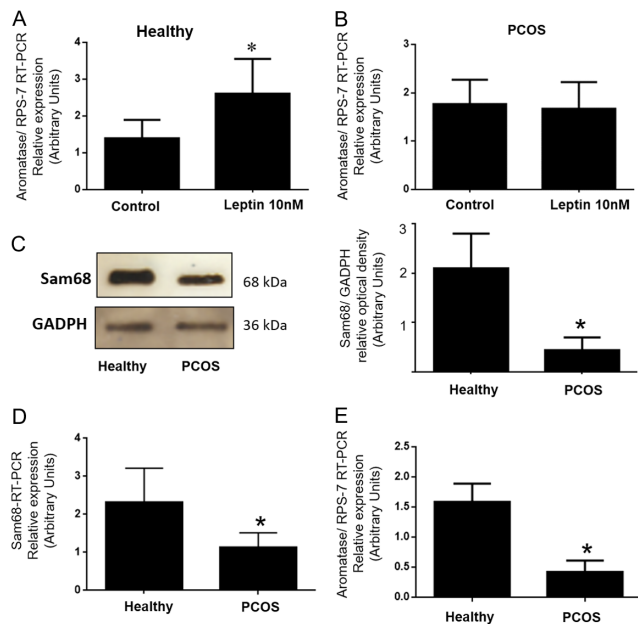 A
Healthy
Aromatase/ RPS-7 RT-PCR
Relative expression
(Arbitrary Units)
4
3
2
1
0
*
Control
Leptin 10nM
B
PCOS
Aromatase/ RPS-7 RT-PCR
Relative expression
(Arbitrary Units)
3
2
1
0
Control
Leptin 10nM
C
Sam68
68 kDa
GADPH
36 kDa
Healthy
PCOS
Sam68/ GADPH
relative optical density
(Arbitrary Units)
3
2
1
*
Healthy
PCOS
D
Sam68-RT-PCR
Relative expression
(Arbitrary Units)
4
3
2
1
0
*
Healthy
PCOS
E
Aromatase/ RPS-7 RT-PCR
Relative expression
(Arbitrary Units)
2.5
2.0
1.5
1.0
0.5
0.0
*
Healthy
PCOS